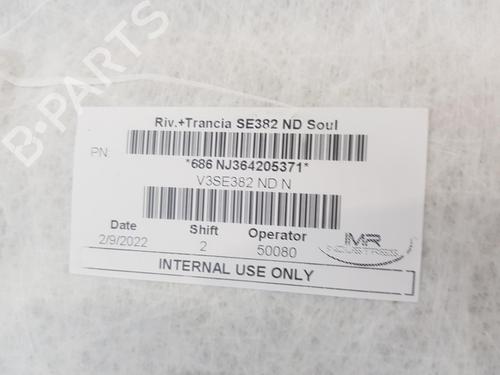 B-PARTS
Riv.+Trancia SE382 ND Soul
PN:
*686 NJ364205371*
V3SE382 ND N
Date Shift Operator
2/9/2022 2 50080
IMR
INDUSTRIES
INTERNAL USE ONLY